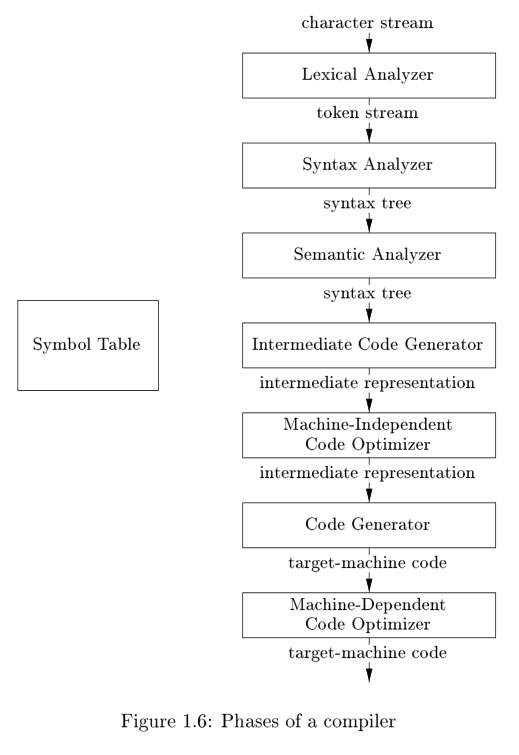 character stream
Lexical Analyzer
token stream
Syntax Analyzer
syntax tree
Semantic Analyzer
syntax tree
Symbol Table
Intermediate Code Generator
intermediate representation
Machine-Independent
Code Optimizer
intermediate representation
Code Generator
target-machine code
Machine-Dependent
Code Optimizer
target-machine code
Figure 1.6: Phases of a compiler